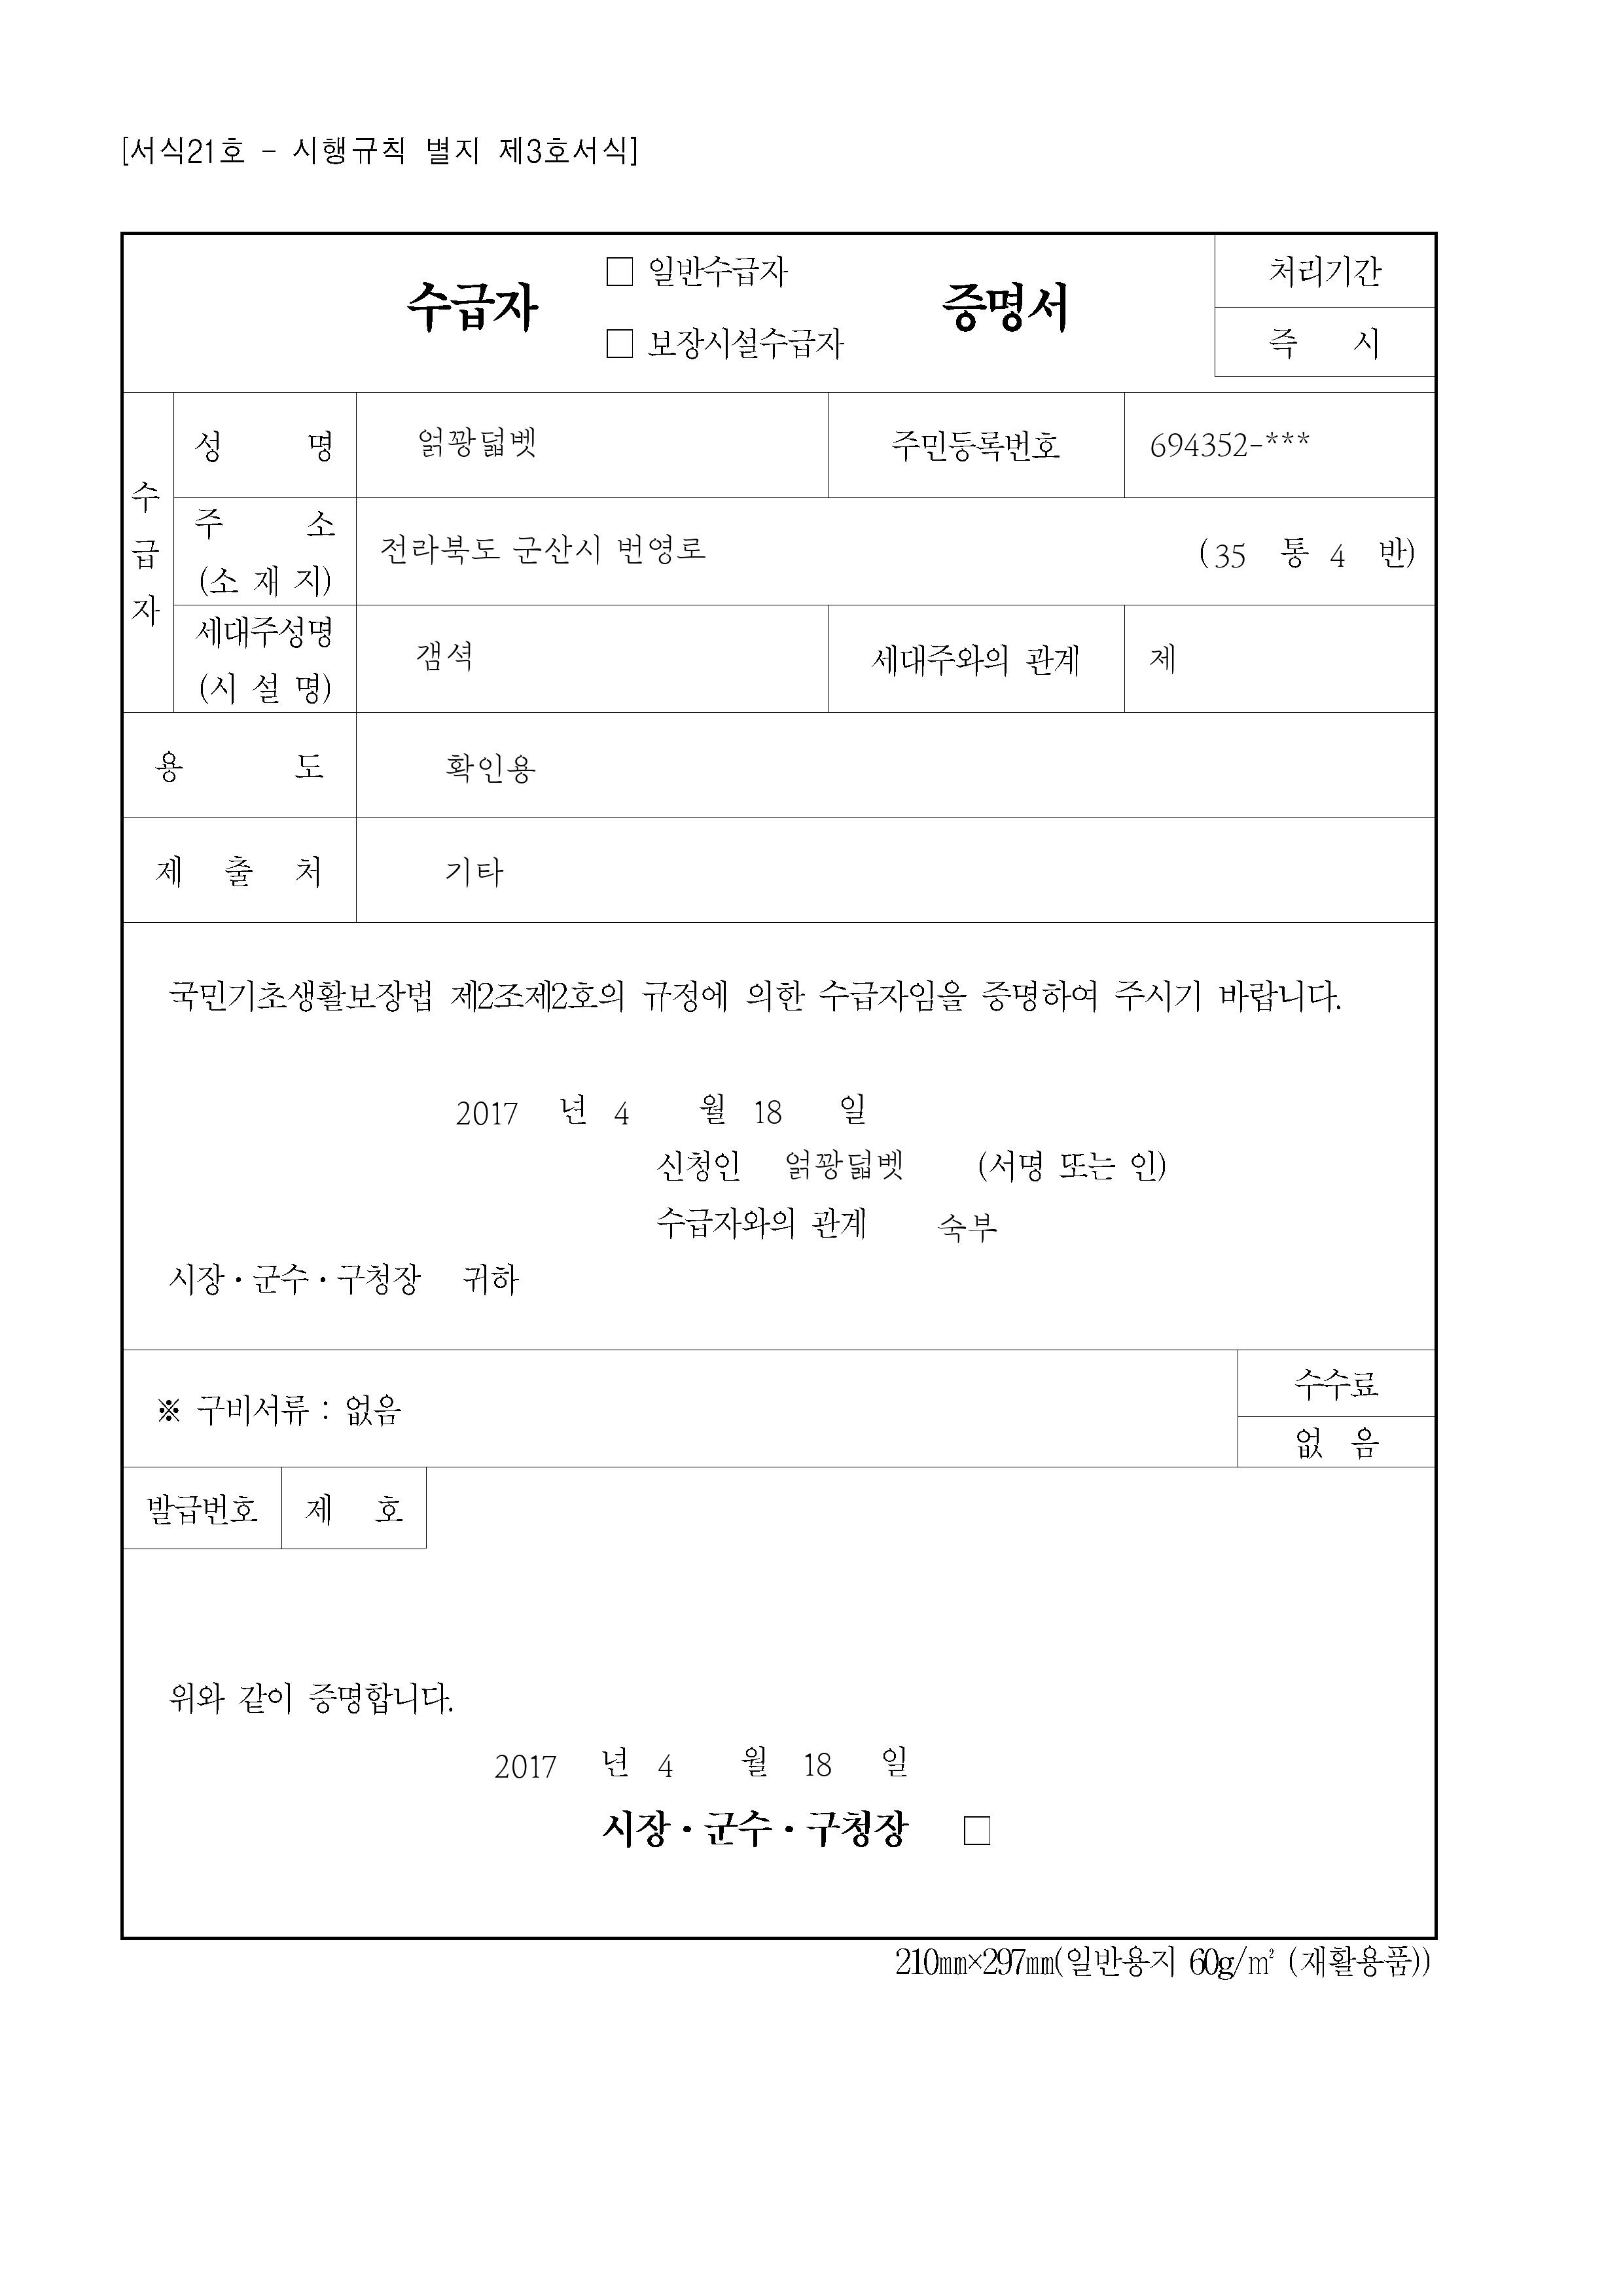 [서식21호 - 시행규칙 별지 제3호서식]
수급자 □ 일반수급자 □ 보장시설수급자 증명서
처리기간
즉 시
수급자
성 명 얽꽝덟벳 주민등록번호 694352-***
주 소 (소 재 지) 전라북도 군산시 번영로 (35 통 4 반)
세대주성명 (시 설 명) 갬셕 세대주와의 관계 제
용 도 확인용
제 출 처 기타
국민기초생활보장법 제2조제2호의 규정에 의한 수급자임을 증명하여 주시기 바랍니다.
2017 년 4 월 18 일
신청인 얽꽝덟벳 (서명 또는 인)
수급자와의 관계 숙부
시장·군수·구청장 귀하
※ 구비서류 : 없음
수수료
없 음
발급번호 제 호
위와 같이 증명합니다.
2017 년 4 월 18 일
시장·군수·구청장 □
210㎜×297㎜(일반용지 60g/㎡ (재활용품))